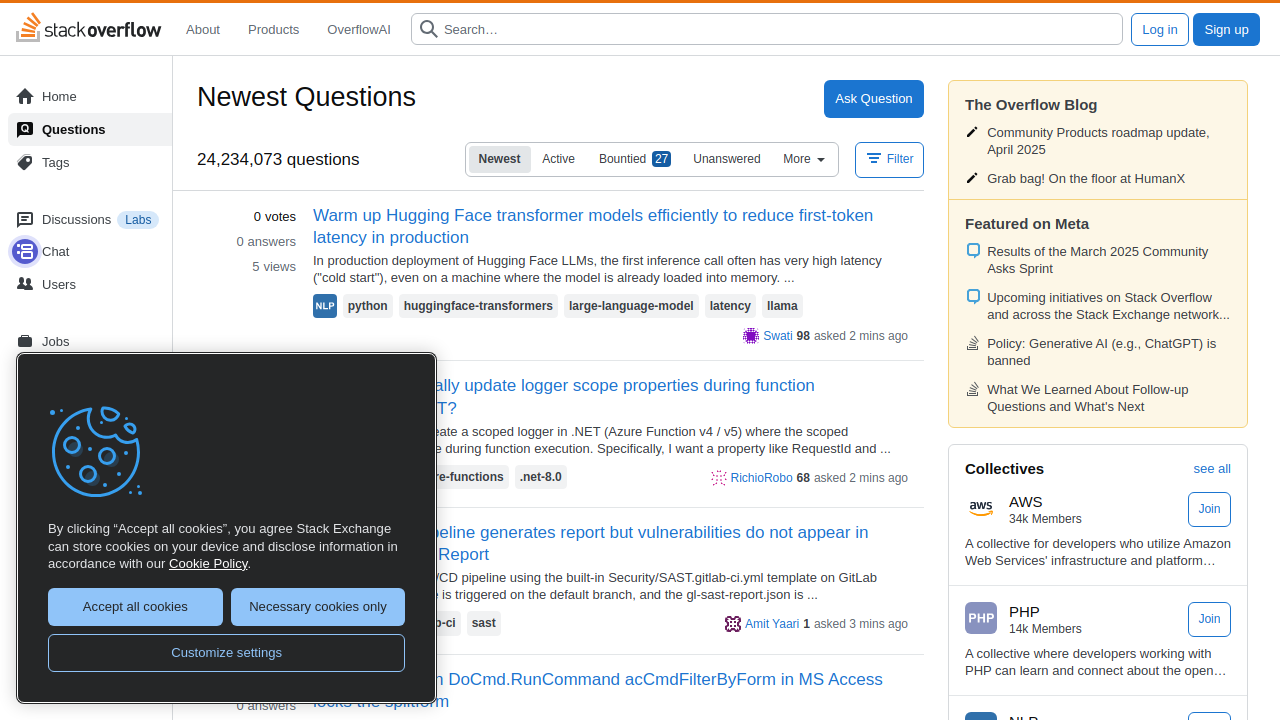 stack overflow
About
Products
OverflowAI
Search…
Log in
Sign up
Home
Questions
Tags
Discussions
Labs
Chat
Users
Jobs
Newest Questions
Ask Question
24,234,073 questions
Newest
Active
Bountied 27
Unanswered
More
Filter
0 votes
0 answers
5 views
Warm up Hugging Face transformer models efficiently to reduce first-token
latency in production
In production deployment of Hugging Face LLMs, the first inference call often has very high latency
("cold start"), even on a machine where the model is already loaded into memory. ...
NLP python huggingface-transformers large-language-model latency llama
Swati 98 asked 2 mins ago
ally update logger scope properties during function
T?
eate a scoped logger in .NET (Azure Function v4 / v5) where the scoped
e during function execution. Specifically, I want a property like RequestId and ...
re-functions .net-8.0
RichioRobo 68 asked 2 mins ago
peline generates report but vulnerabilities do not appear in
Report
/CD pipeline using the built-in Security/SAST.gitlab-ci.yml template on GitLab
e is triggered on the default branch, and the gl-sast-report.json is ...
b-ci sast
Amit Yaari 1 asked 3 mins ago
n DoCmd.RunCommand acCmdFilterByForm in MS Access
locks the splitform
0 answers
By clicking “Accept all cookies”, you agree Stack Exchange
can store cookies on your device and disclose information in
accordance with our Cookie Policy.
Accept all cookies
Necessary cookies only
Customize settings
The Overflow Blog
Community Products roadmap update,
April 2025
Grab bag! On the floor at HumanX
Featured on Meta
Results of the March 2025 Community
Asks Sprint
Upcoming initiatives on Stack Overflow
and across the Stack Exchange network...
Policy: Generative AI (e.g., ChatGPT) is
banned
What We Learned About Follow-up
Questions and What's Next
Collectives
see all
aws
AWS
34k Members
Join
A collective for developers who utilize Amazon
Web Services' infrastructure and platform…
PHP
PHP
14k Members
Join
A collective where developers working with
PHP can learn and connect about the open…
NLP